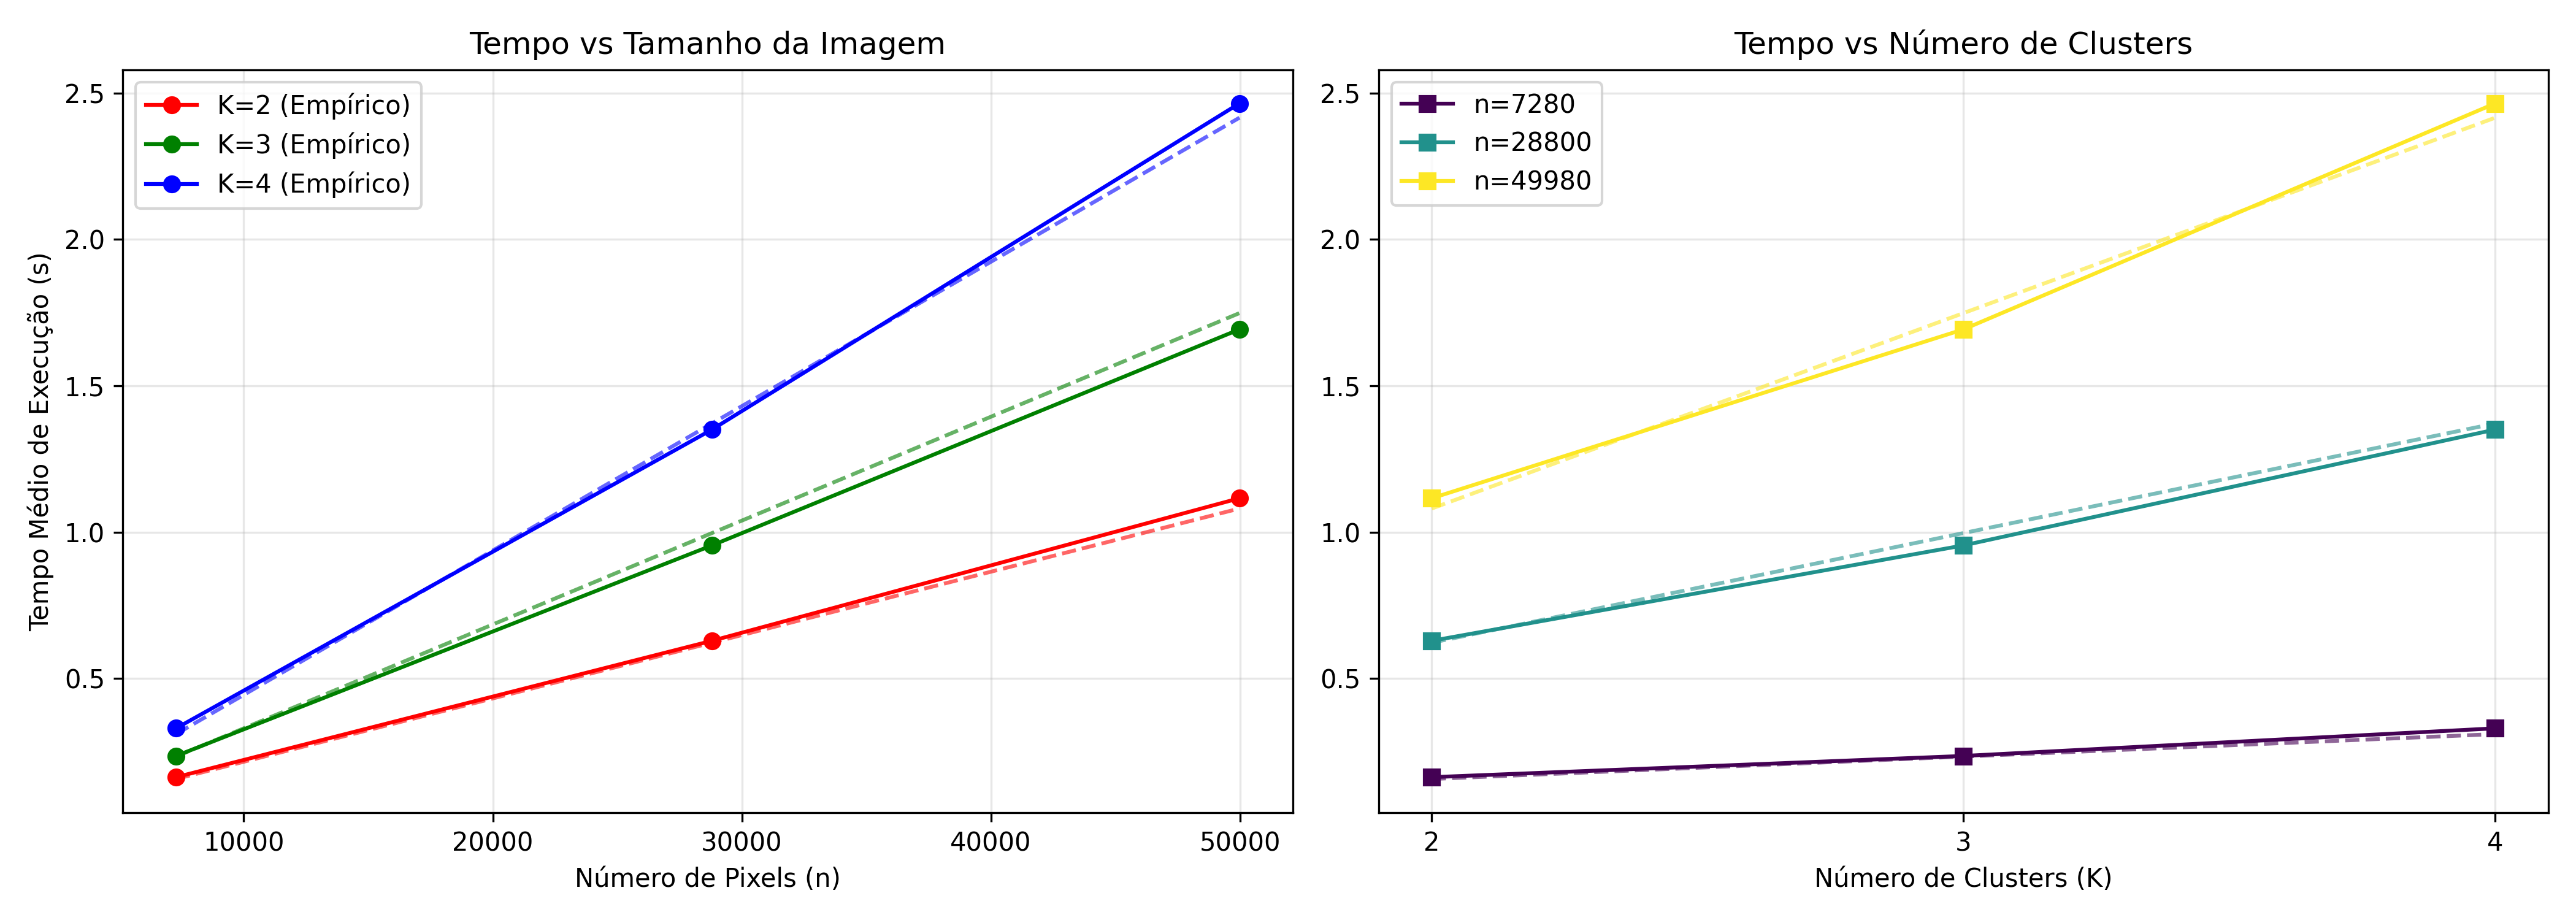 Tempo vs Tamanho da Imagem
K=2 (Empírico)
K=3 (Empírico)
K=4 (Empírico)
2.5
2.0
1.5
1.0
0.5
Tempo Médio de Execução (s)
10000 20000 30000 40000 50000
Número de Pixels (n)
Tempo vs Número de Clusters
n=7280
n=28800
n=49980
2.5
2.0
1.5
1.0
0.5
2 3 4
Número de Clusters (K)